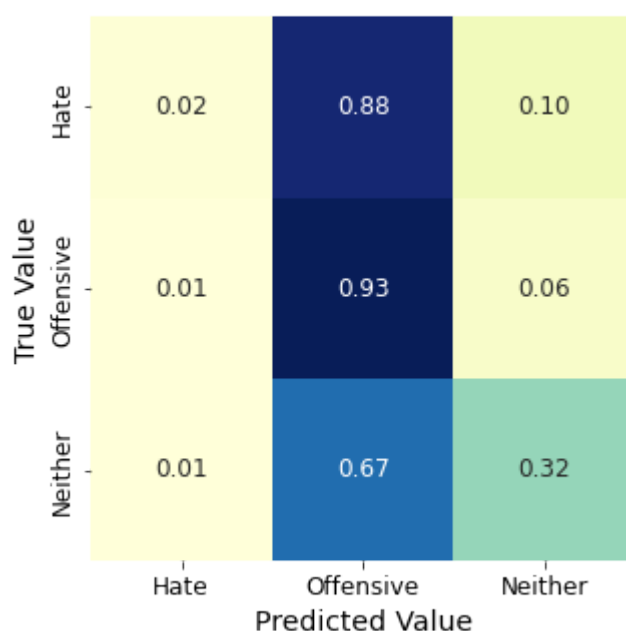 Hate 0.02 0.88 0.10
Offensive 0.01 0.93 0.06
Neither 0.01 0.67 0.32
True Value
Hate Offensive Neither
Predicted Value